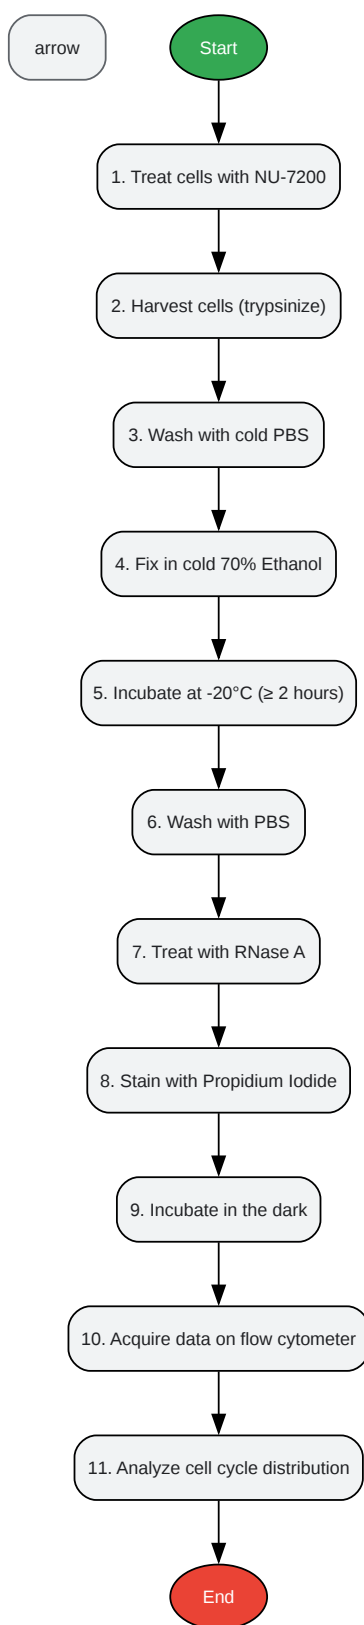 arrow
Start
1. Treat cells with NU-7200
2. Harvest cells (trypsinize)
3. Wash with cold PBS
4. Fix in cold 70% Ethanol
5. Incubate at -20°C (≥ 2 hours)
6. Wash with PBS
7. Treat with RNase A
8. Stain with Propidium Iodide
9. Incubate in the dark
10. Acquire data on flow cytometer
11. Analyze cell cycle distribution
End